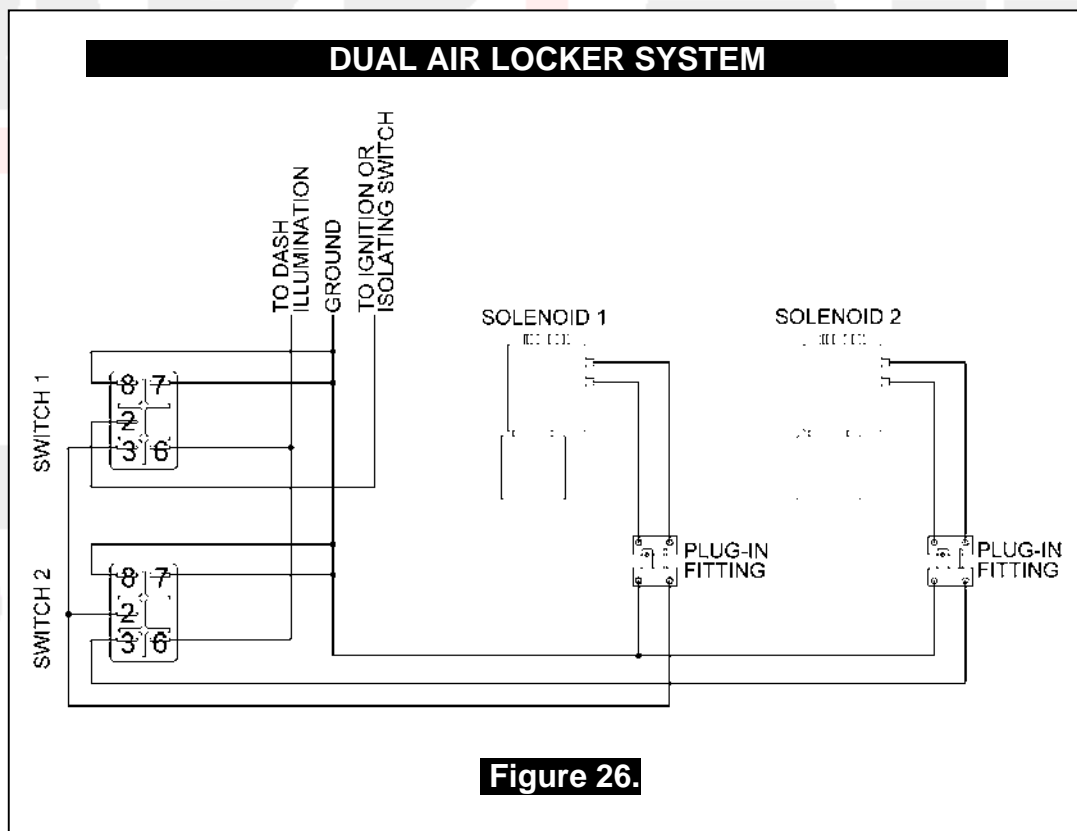 DUAL AIR LOCKER SYSTEM
TO DASH
ILLUMINATION
GROUND
TO IGNITION OR
ISOLATING SWITCH
SOLENOID 1
SOLENOID 2
SWITCH 1
8 7
2
3 6
SWITCH 2
8 7
2
3 6
PLUG-IN
FITTING
PLUG-IN
FITTING
Figure 26.